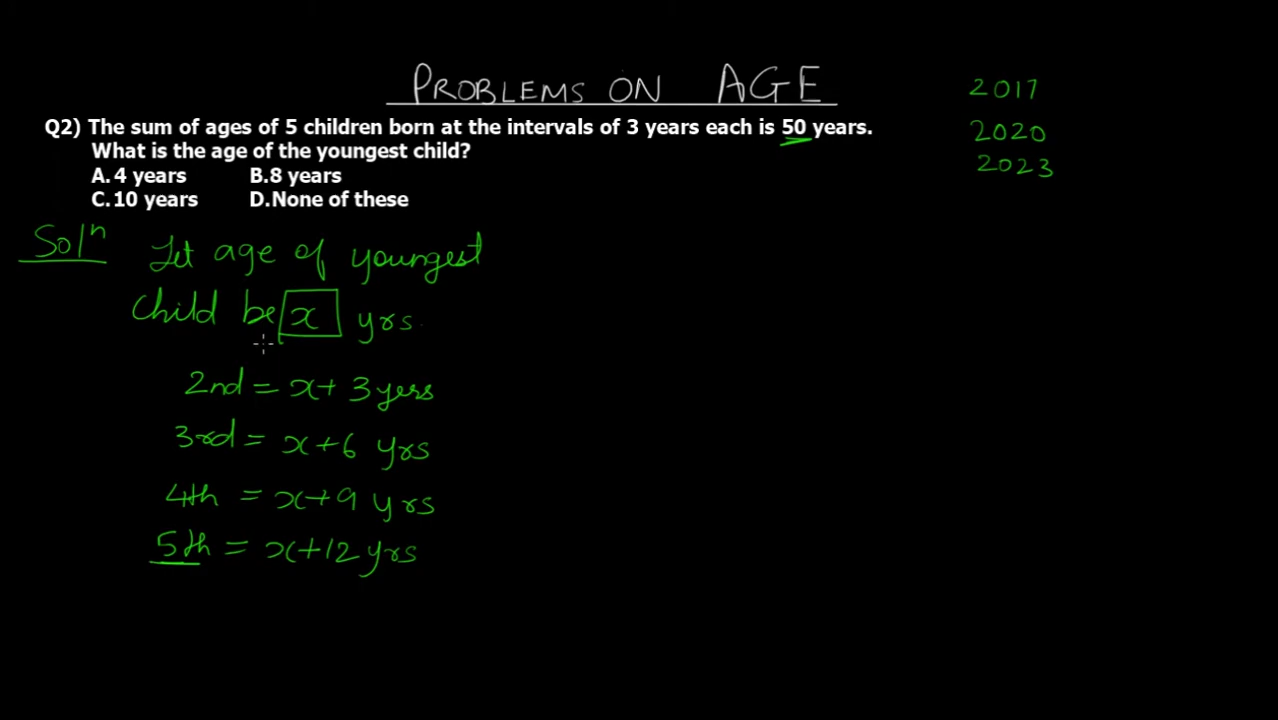 PROBLEMS ON AGE
2017
2020
2023
Q2) The sum of ages of 5 children born at the intervals of 3 years each is 50 years.
What is the age of the youngest child?
A. 4 years B.8 years
C. 10 years D.None of these
Solⁿ Let age of youngest
Child be x yrs.
2nd = x+ 3 yers
3rd = x+6 yrs
4th = x+9 yrs
5th = x+12 yrs